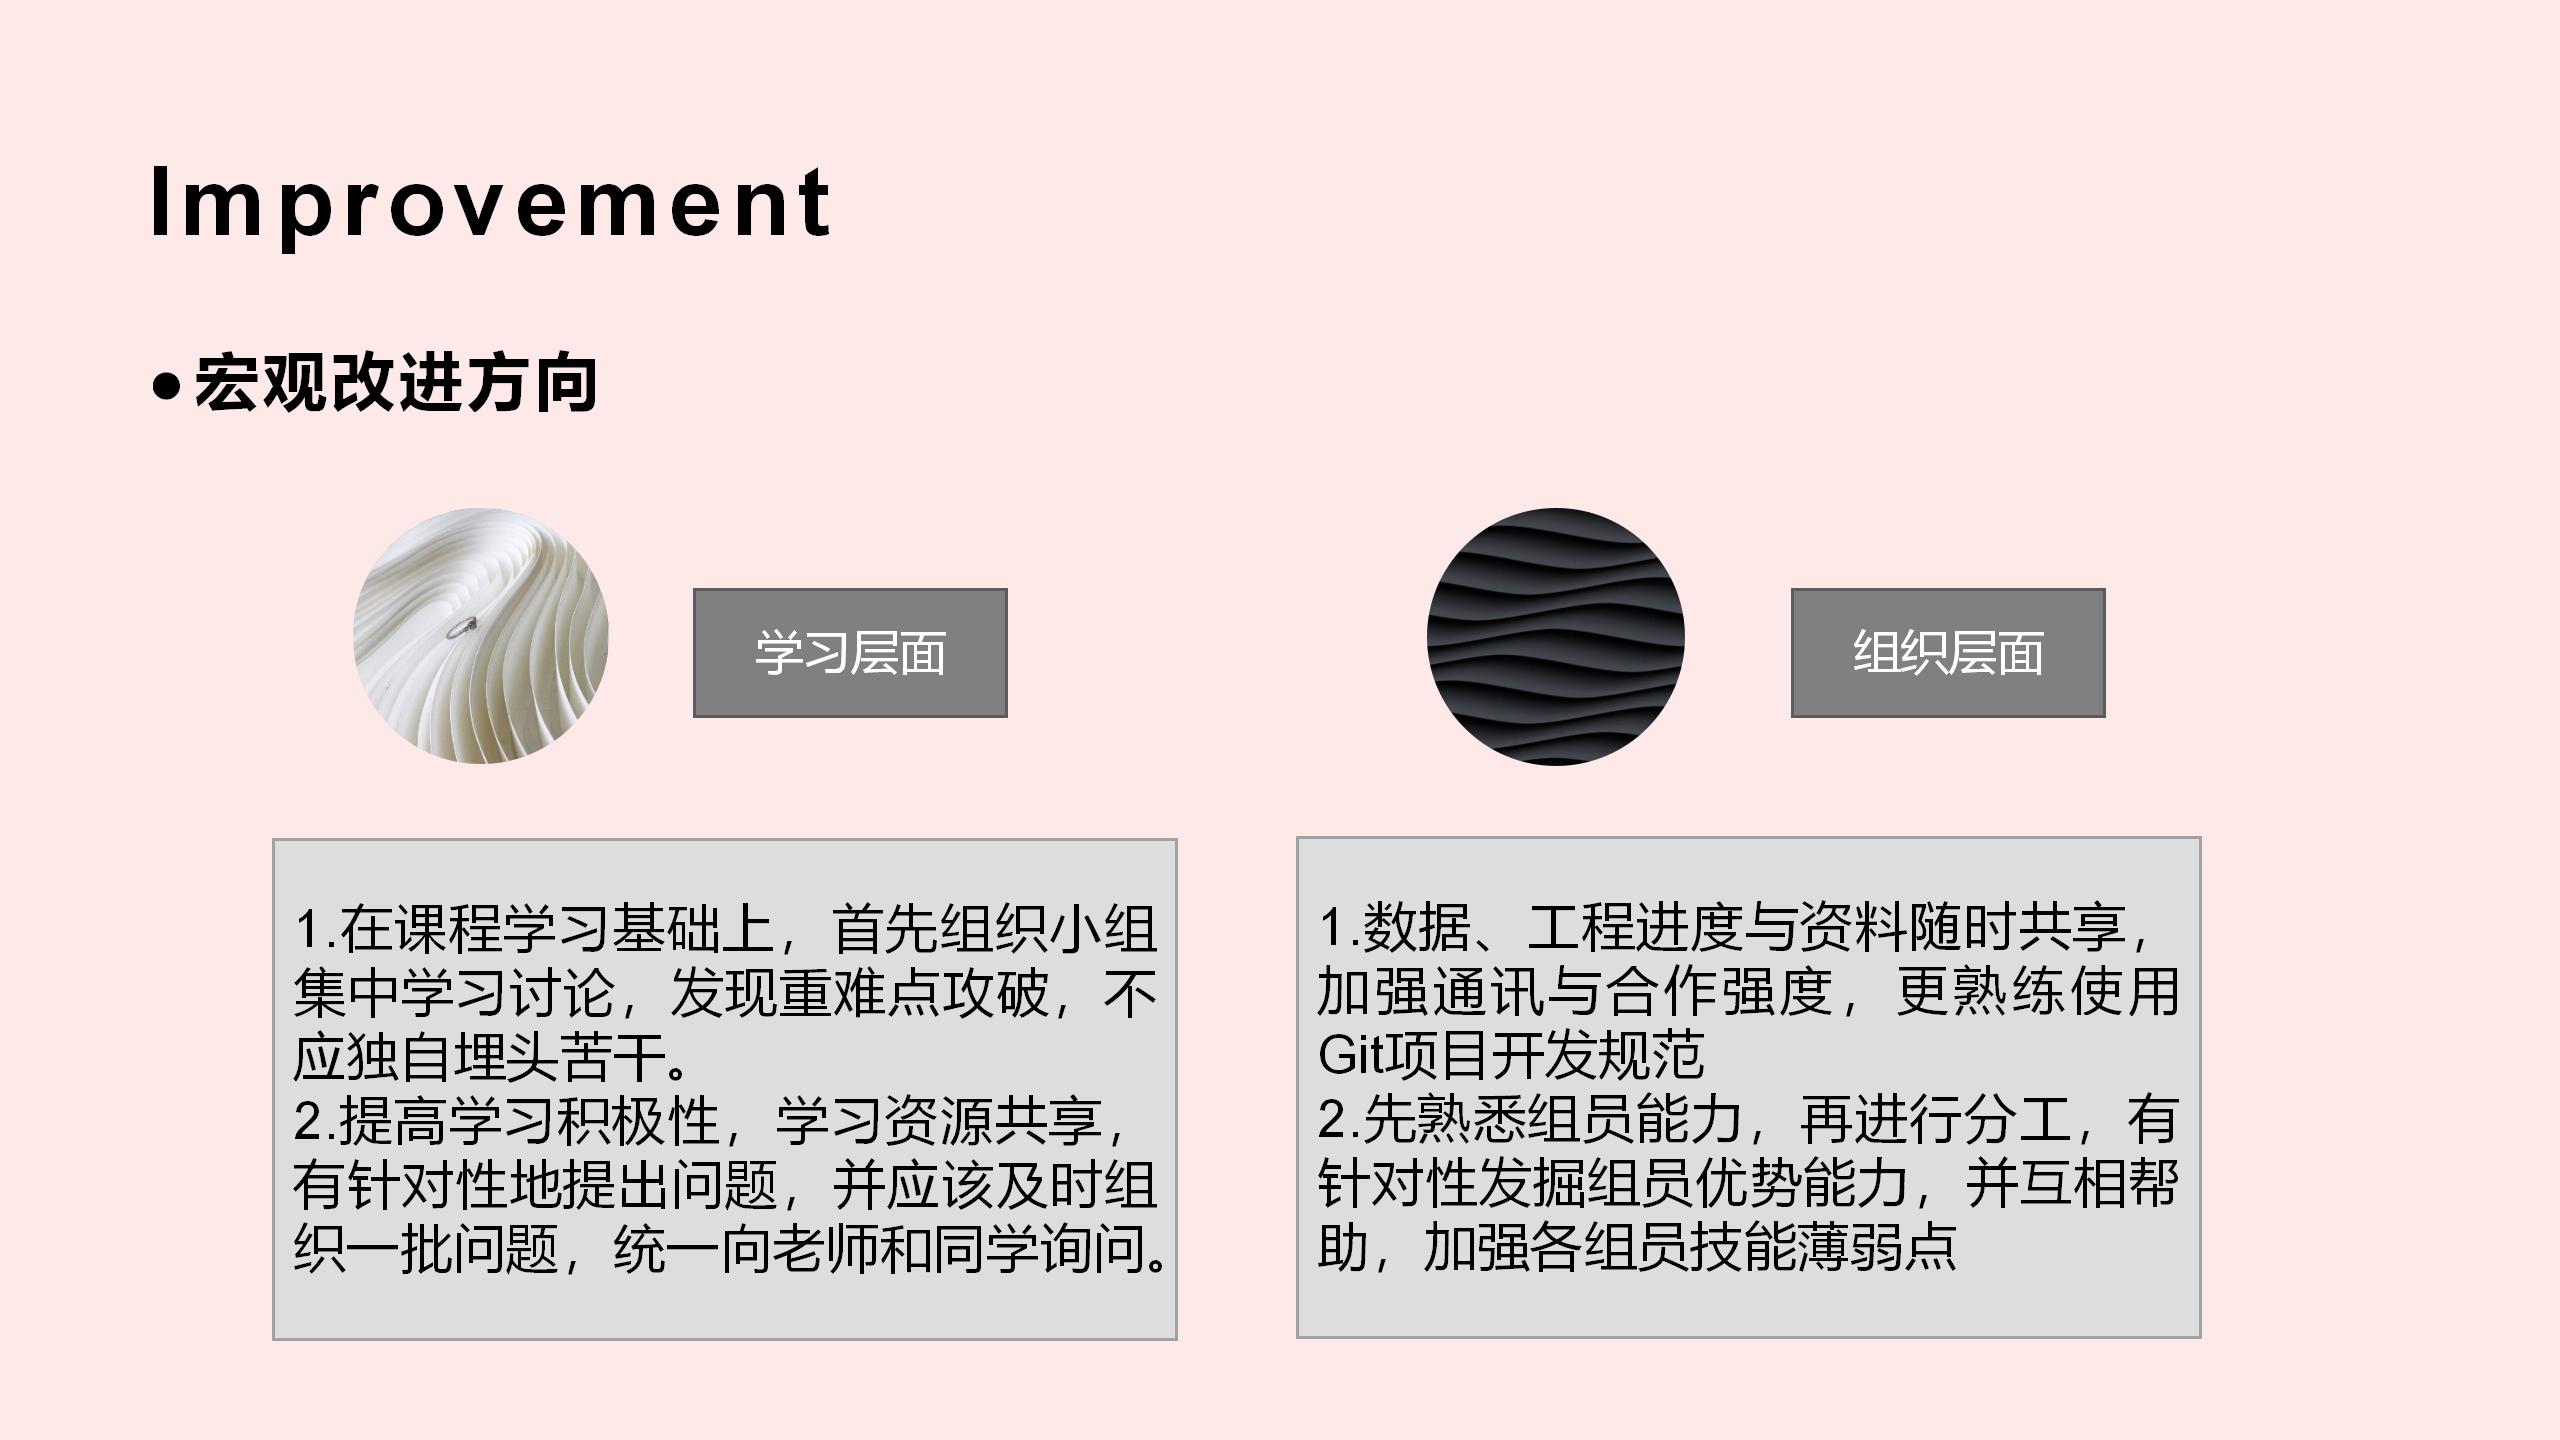 Improvement
•宏观改进方向
学习层面
1.在课程学习基础上，首先组织小组
集中学习讨论，发现重难点攻破，不
应独自埋头苦干。
2.提高学习积极性，学习资源共享，
有针对性地提出问题，并应该及时组
织一批问题，统一向老师和同学询问。
组织层面
1.数据、工程进度与资料随时共享，
加强通讯与合作强度，更熟练使用
Git项目开发规范
2.先熟悉组员能力，再进行分工，有
针对性发掘组员优势能力，并互相帮
助，加强各组员技能薄弱点